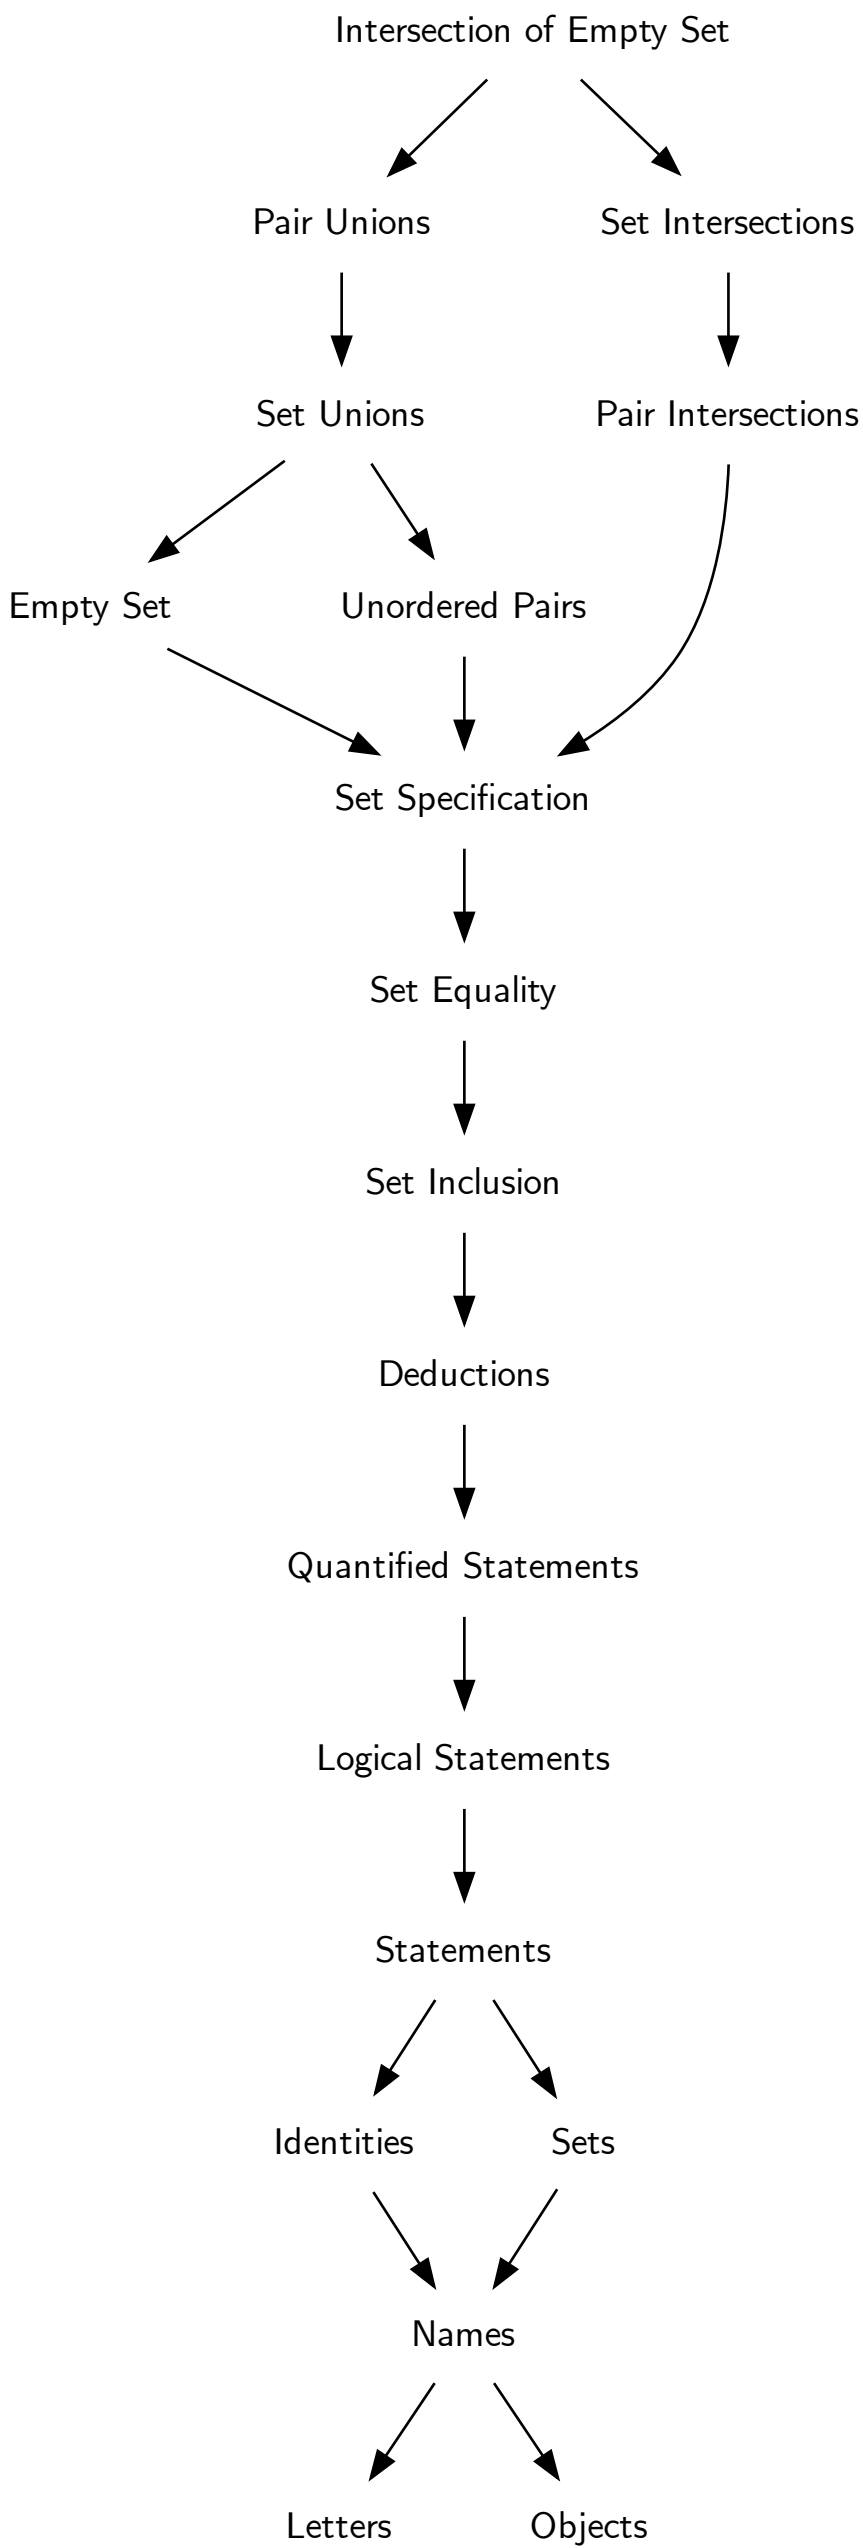 Intersection of Empty Set
Pair Unions
Set Intersections
Set Unions
Pair Intersections
Empty Set
Unordered Pairs
Set Specification
Set Equality
Set Inclusion
Deductions
Quantified Statements
Logical Statements
Statements
Identities
Sets
Names
Letters
Objects